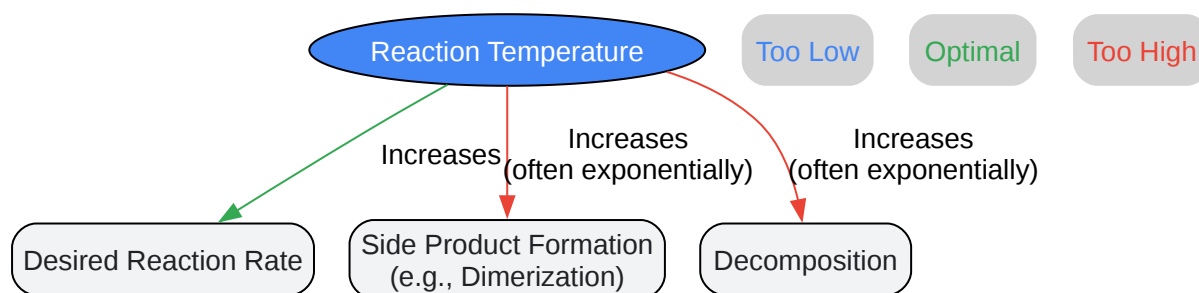 Reaction Temperature
Too Low
Optimal
Too High
Increases
Increases
(often exponentially)
Increases
(often exponentially)
Desired Reaction Rate
Side Product Formation
(e.g., Dimerization)
Decomposition